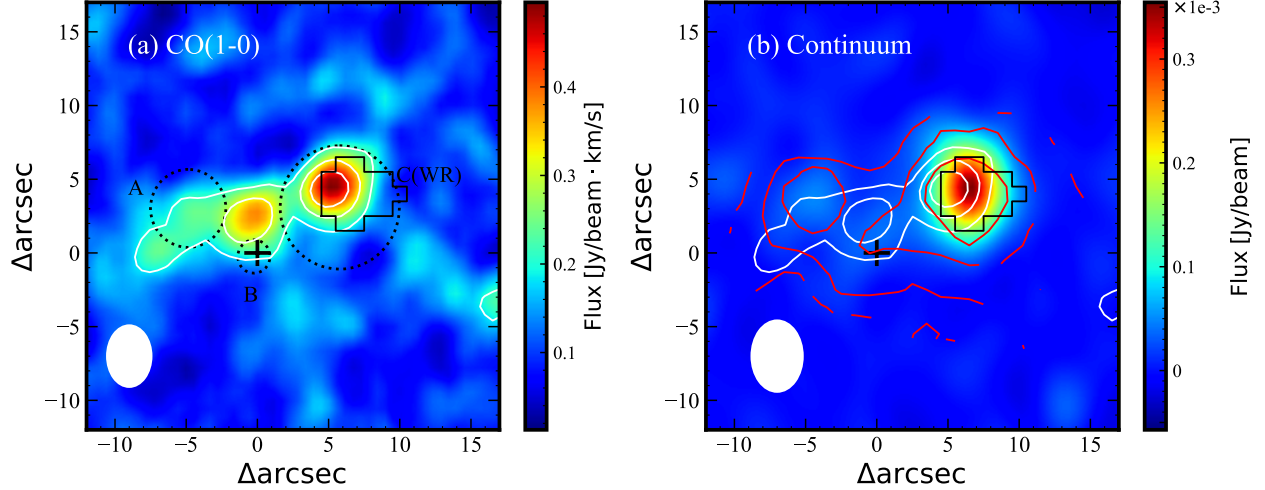 (a) CO(1-0)
A
B
C(WR)
15
10
5
0
−5
−10
−10
−5
0
5
10
15
Δarcsec
Δarcsec
0.4
0.3
0.2
0.1
Flux [Jy/beam · km/s]
(b) Continuum
15
10
5
0
−5
−10
−10
−5
0
5
10
15
Δarcsec
Δarcsec
×1e-3
0.3
0.2
0.1
0
Flux [Jy/beam]